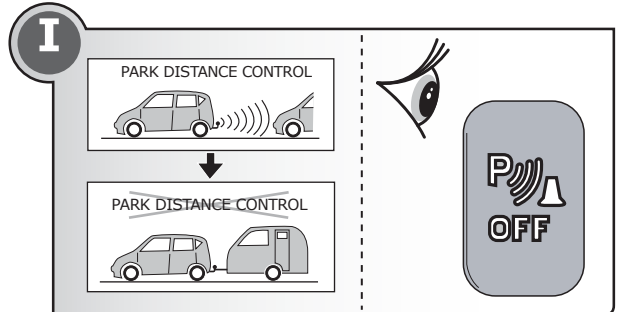 I
PARK DISTANCE CONTROL
PARK DISTANCE CONTROL
P
OFF